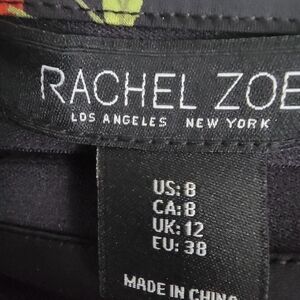 RACHEL ZOE
LOS ANGELES NEW YORK
US: 8
CA: 8
UK: 12
EU: 38
MADE IN CHINA